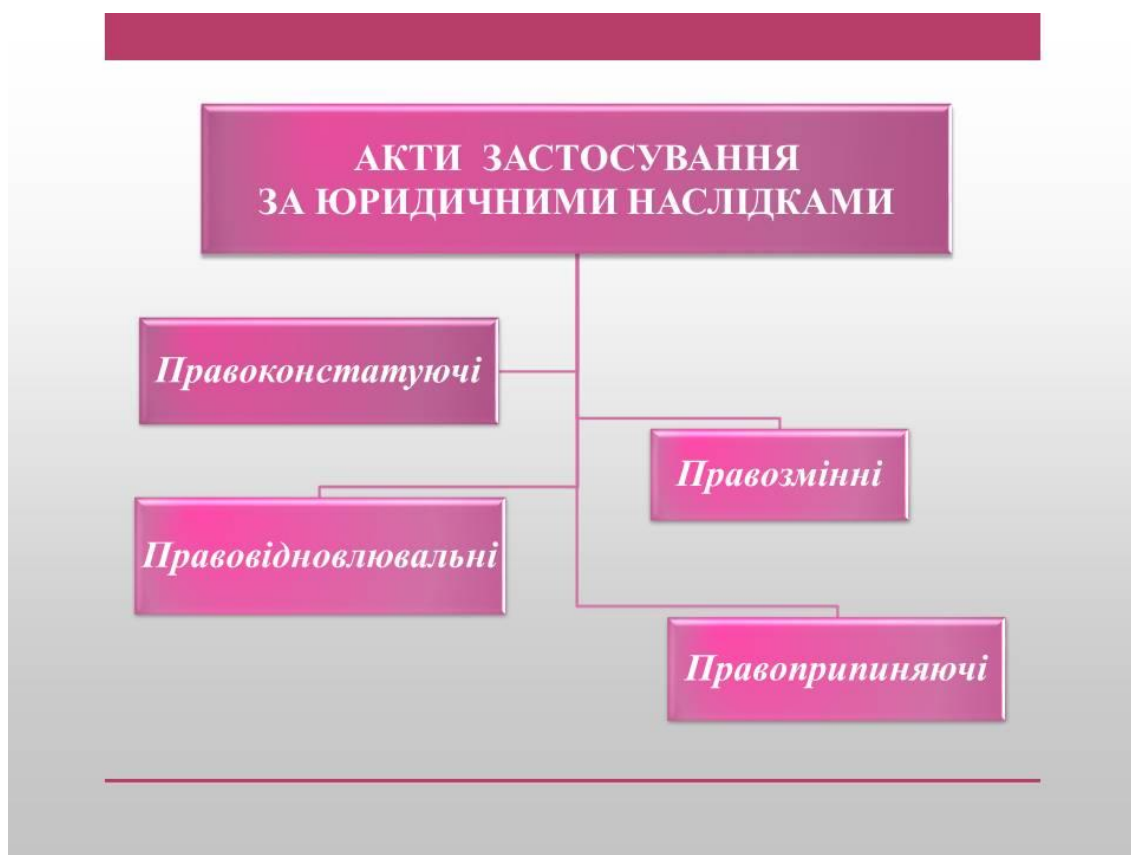 АКТИ ЗАСТОСУВАННЯ
ЗА ЮРИДИЧНИМИ НАСЛІДКАМИ
Правоконстатуючі
Правозмінні
Правовідновлювальні
Правоприпиняючі